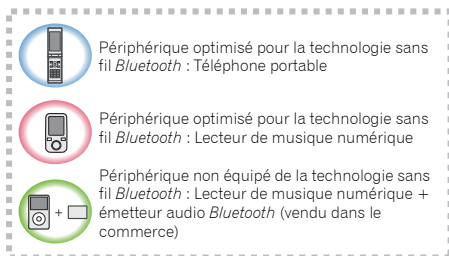 Périphérique optimisé pour la technologie sans
fil Bluetooth : Téléphone portable
Périphérique optimisé pour la technologie sans
fil Bluetooth : Lecteur de musique numérique
Périphérique non équipé de la technologie sans
fil Bluetooth : Lecteur de musique numérique +
émetteur audio Bluetooth (vendu dans le
commerce)
+